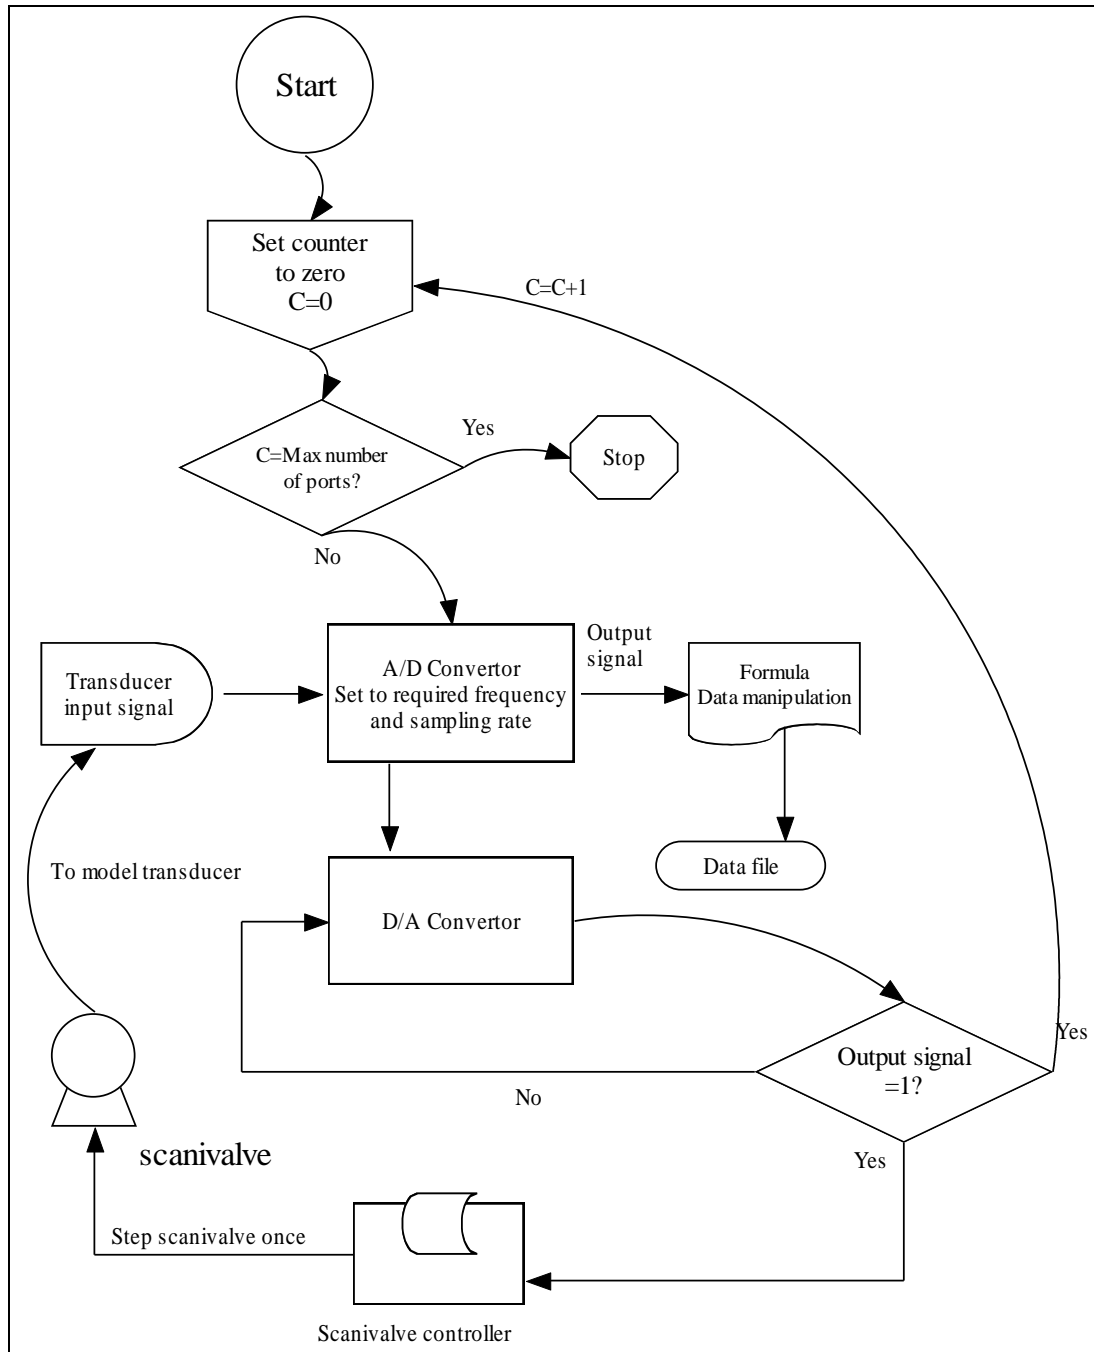 Start
Set counter
to zero
C=0
C=C+1
C=Max number
of ports?
Yes
Stop
No
Output
signal
Transducer
input signal
A/D Convertor
Set to required frequency
and sampling rate
Formula
Data manipulation
To model transducer
Data file
D/A Convertor
Yes
Output signal
=1?
No
Yes
scanivalve
Step scanivalve once
Scanivalve controller